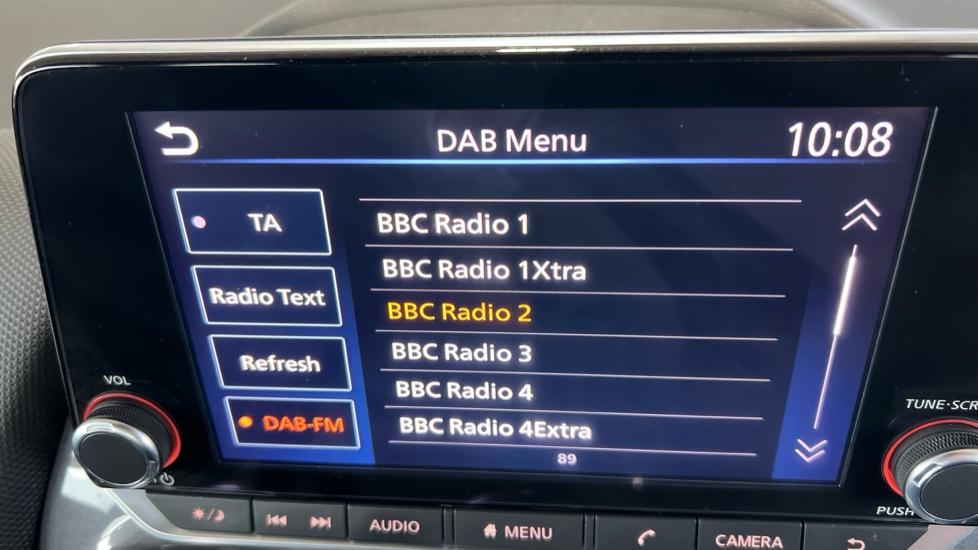 DAB Menu 10:08
TA
Radio Text
Refresh
DAB-FM
BBC Radio 1
BBC Radio 1Xtra
BBC Radio 2
BBC Radio 3
BBC Radio 4
BBC Radio 4Extra
89
VOL
TUNE·SCR
PUSH
AUDIO
MENU
CAMERA